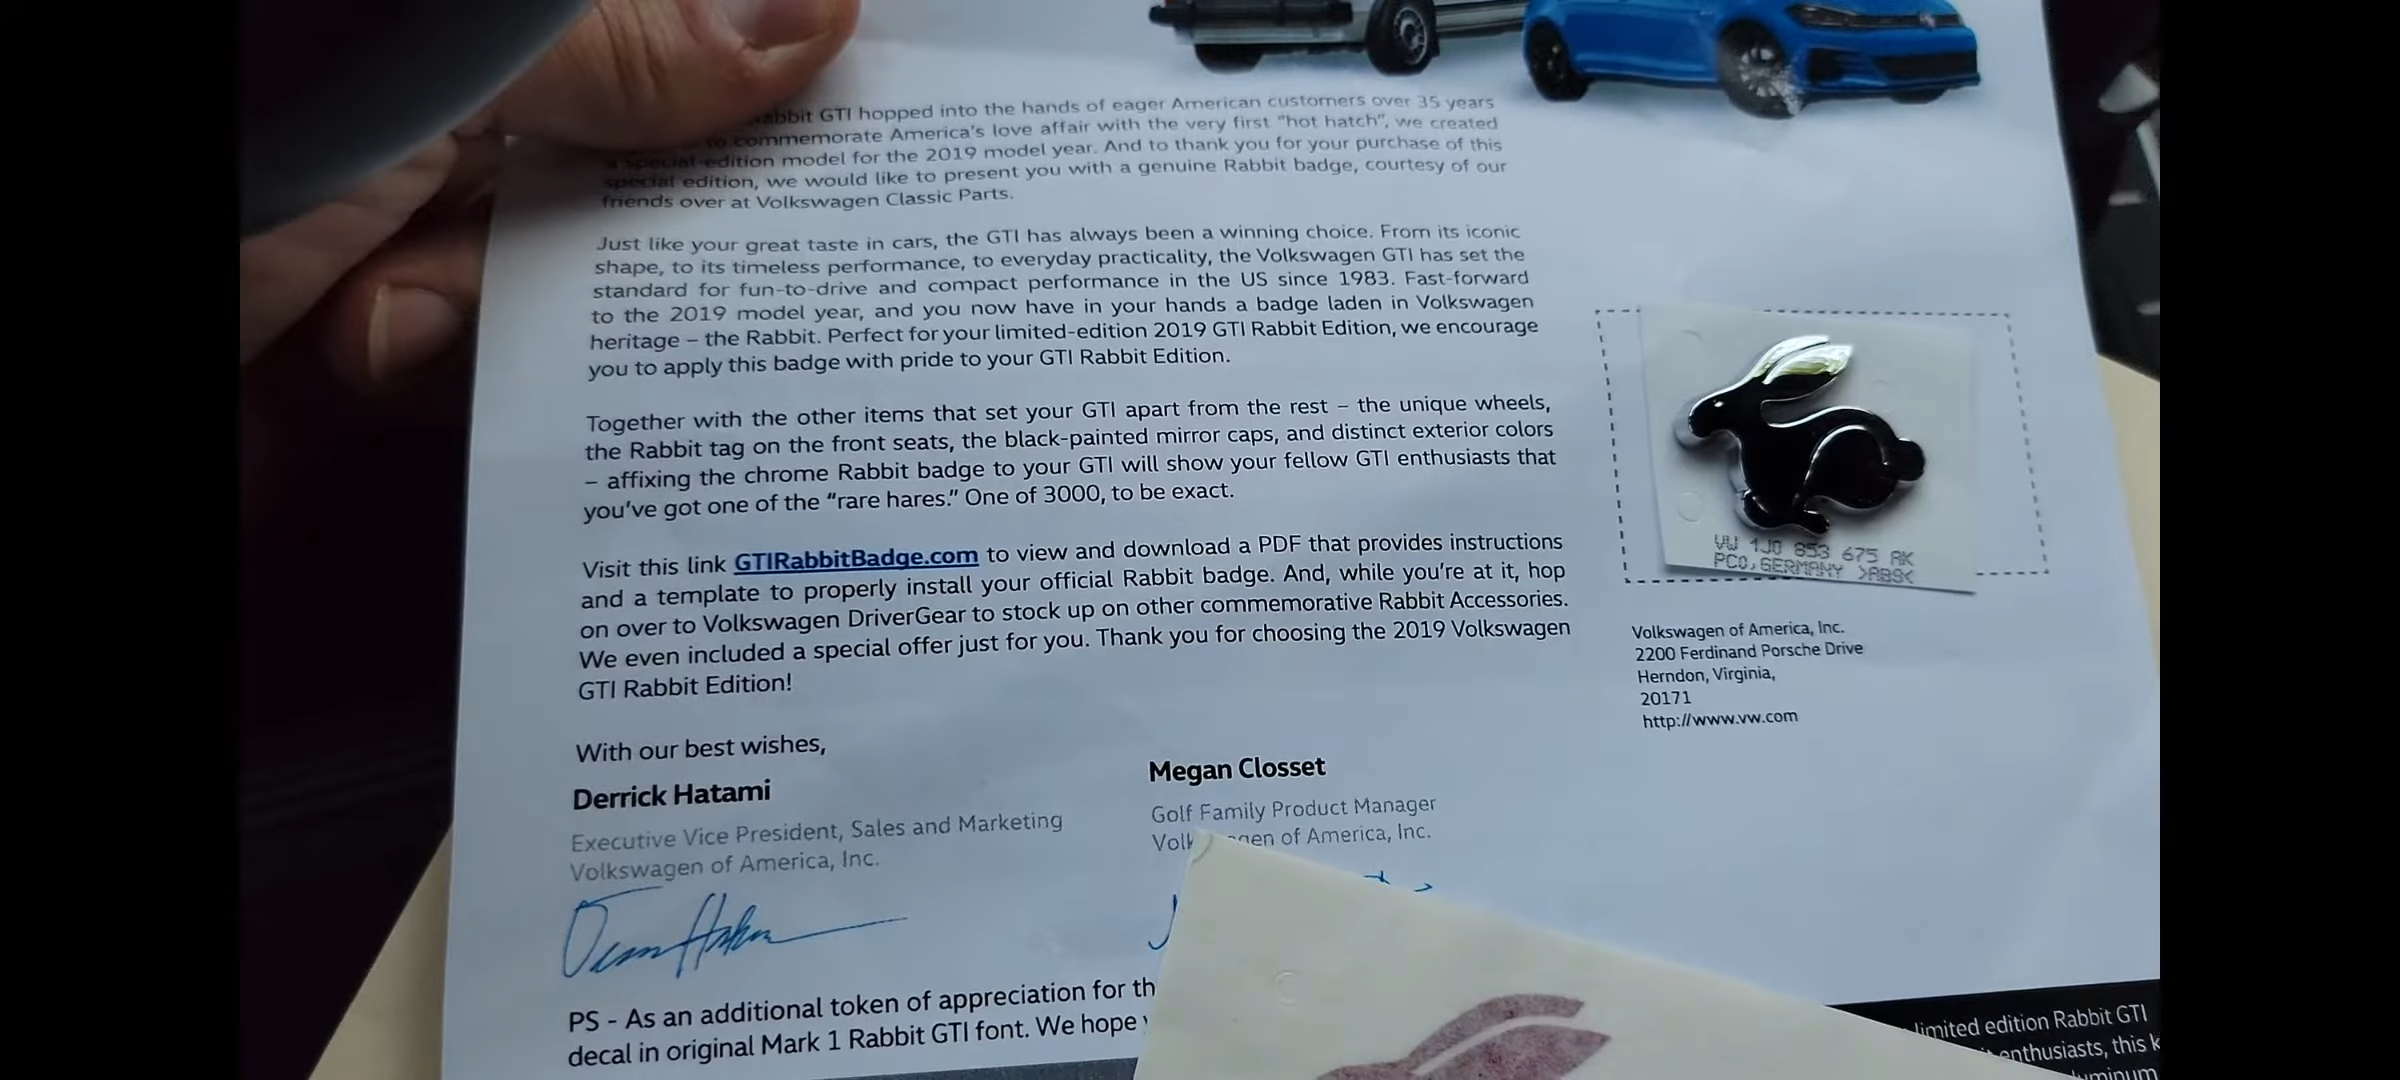 abbit GTI hopped into the hands of eager American customers over 35 years
to commemorate America's love affair with the very first "hot hatch", we created
a special-edition model for the 2019 model year. And to thank you for your purchase of this
special edition, we would like to present you with a genuine Rabbit badge, courtesy of our
friends over at Volkswagen Classic Parts.
Just like your great taste in cars, the GTI has always been a winning choice. From its iconic
shape, to its timeless performance, to everyday practicality, the Volkswagen GTI has set the
standard for fun-to-drive and compact performance in the US since 1983. Fast-forward
to the 2019 model year, and you now have in your hands a badge laden in Volkswagen
heritage – the Rabbit. Perfect for your limited-edition 2019 GTI Rabbit Edition, we encourage
you to apply this badge with pride to your GTI Rabbit Edition.
Together with the other items that set your GTI apart from the rest – the unique wheels,
the Rabbit tag on the front seats, the black-painted mirror caps, and distinct exterior colors
– affixing the chrome Rabbit badge to your GTI will show your fellow GTI enthusiasts that
you've got one of the "rare hares." One of 3000, to be exact.
Visit this link GTIRabbitBadge.com to view and download a PDF that provides instructions
and a template to properly install your official Rabbit badge. And, while you're at it, hop
on over to Volkswagen DriverGear to stock up on other commemorative Rabbit Accessories.
We even included a special offer just for you. Thank you for choosing the 2019 Volkswagen
GTI Rabbit Edition!
With our best wishes,
Derrick Hatami
Executive Vice President, Sales and Marketing
Volkswagen of America, Inc.
Megan Closset
Golf Family Product Manager
Volk gen of America, Inc.
PS - As an additional token of appreciation for th
decal in original Mark 1 Rabbit GTI font. We hope
VW 1J0 853 675 AK
PCO,GERMANY >ABS<
Volkswagen of America, Inc.
2200 Ferdinand Porsche Drive
Herndon, Virginia,
20171
http://www.vw.com
limited edition Rabbit GTI
enthusiasts, this k
uminum